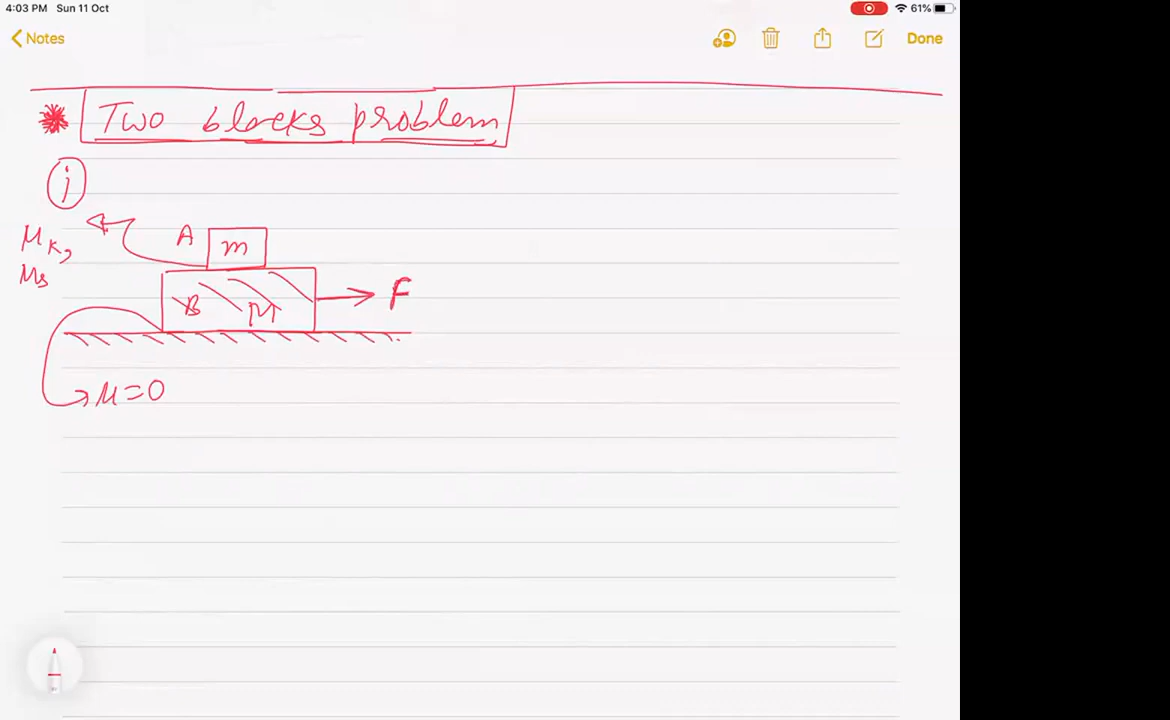 4:03 PM Sun 11 Oct
61%
Notes
Done
Two blocks problem
i
μk,
μs
A
m
B
M
F
μ=0